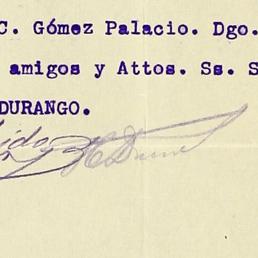 C. Gómez Palacio. Dgo.
amigos y Attos. Ss. S
DURANGO.